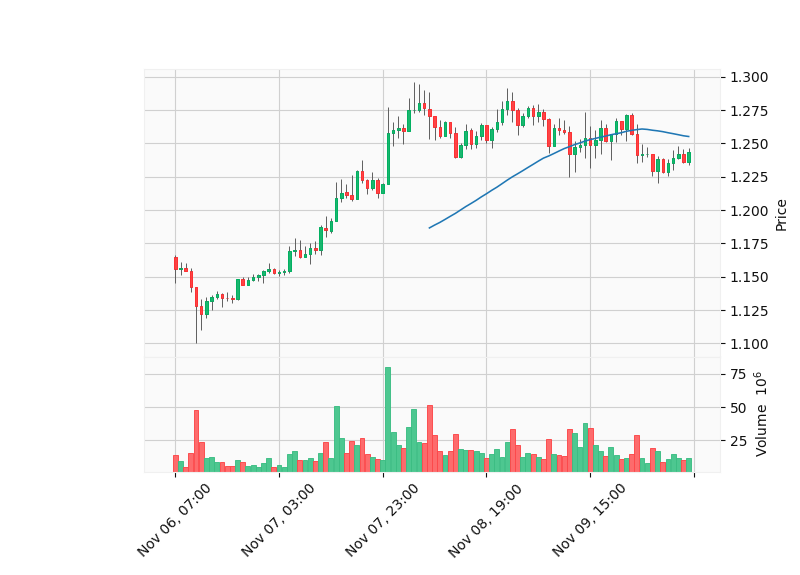 1.300
1.275
1.250
1.225
1.200
1.175
1.150
1.125
1.100
Price
75
50
25
Volume 10^6
Nov 06, 07:00
Nov 07, 03:00
Nov 07, 23:00
Nov 08, 19:00
Nov 09, 15:00